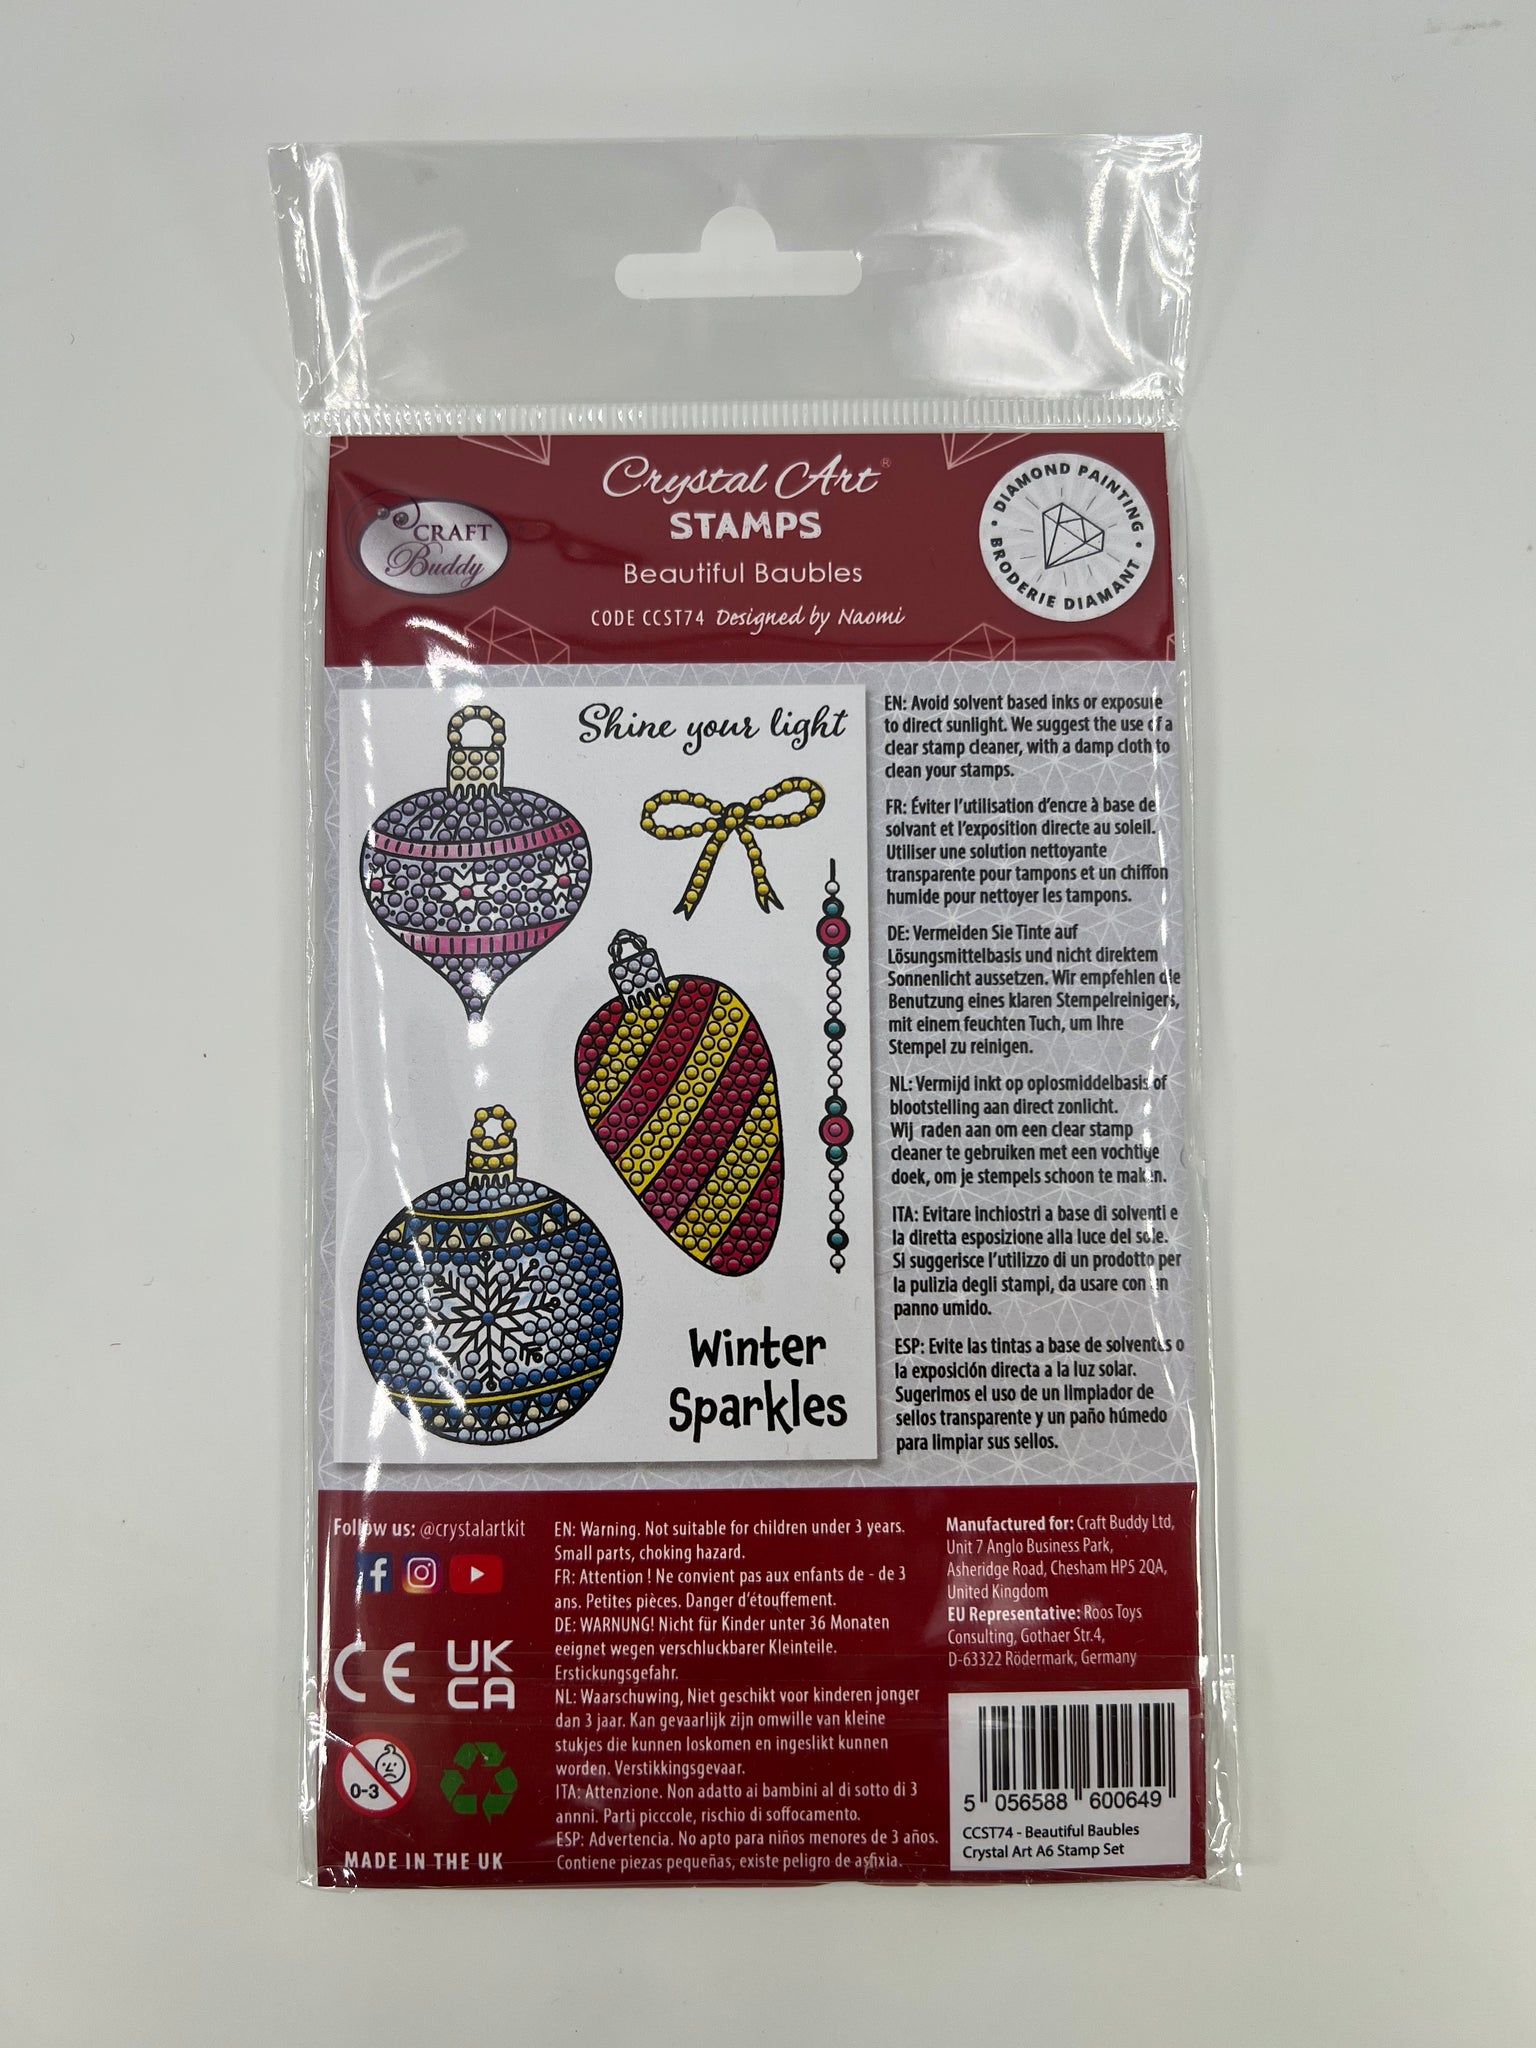 Crystal Art®
STAMPS
Beautiful Baubles
CODE CCST74 Designed by Naomi
CRAFT
Buddy
• DIAMOND PAINTING •
BRODERIE DIAMANT
Shine your light
Winter
Sparkles
EN: Avoid solvent based inks or exposure
to direct sunlight. We suggest the use of a
clear stamp cleaner, with a damp cloth to
clean your stamps.
FR: Éviter l'utilisation d'encre à base de
solvant et l'exposition directe au soleil.
Utiliser une solution nettoyante
transparente pour tampons et un chiffon
humide pour nettoyer les tampons.
DE: Vermeiden Sie Tinte auf
Lösungsmittelbasis und nicht direktem
Sonnenlicht aussetzen. Wir empfehlen die
Benutzung eines klaren Stempelreinigers,
mit einem feuchten Tuch, um Ihre
Stempel zu reinigen.
NL: Vermijd inkt op oplosmiddelbasis of
blootstelling aan direct zonlicht.
Wij raden aan om een clear stamp
cleaner te gebruiken met een vochtige
doek, om je stempels schoon te maken.
ITA: Evitare inchiostri a base di solventi e
la diretta esposizione alla luce del sole.
Si suggerisce l'utilizzo di un prodotto per
la pulizia degli stampi, da usare con un
panno umido.
ESP: Evite las tintas a base de solventes o
la exposición directa a la luz solar.
Sugerimos el uso de un limpiador de
sellos transparente y un paño húmedo
para limpiar sus sellos.
Follow us: @crystalartkit
CE
UK
CA
0-3
MADE IN THE UK
EN: Warning. Not suitable for children under 3 years.
Small parts, choking hazard.
FR: Attention ! Ne convient pas aux enfants de - de 3
ans. Petites pièces. Danger d'étouffement.
DE: WARNUNG! Nicht für Kinder unter 36 Monaten
eeignet wegen verschluckbarer Kleinteile.
Erstickungsgefahr.
NL: Waarschuwing, Niet geschikt voor kinderen jonger
dan 3 jaar. Kan gevaarlijk zijn omwille van kleine
stukjes die kunnen loskomen en ingeslikt kunnen
worden. Verstikkingsgevaar.
ITA: Attenzione. Non adatto ai bambini al di sotto di 3
annni. Parti picccole, rischio di soffocamento.
ESP: Advertencia. No apto para niños menores de 3 años.
Contiene piezas pequeñas, existe peligro de asfixia.
Manufactured for: Craft Buddy Ltd,
Unit 7 Anglo Business Park,
Asheridge Road, Chesham HP5 2QA,
United Kingdom
EU Representative: Roos Toys
Consulting, Gothaer Str.4,
D-63322 Rödermark, Germany
5 056588 600649
CCST74 - Beautiful Baubles
Crystal Art A6 Stamp Set